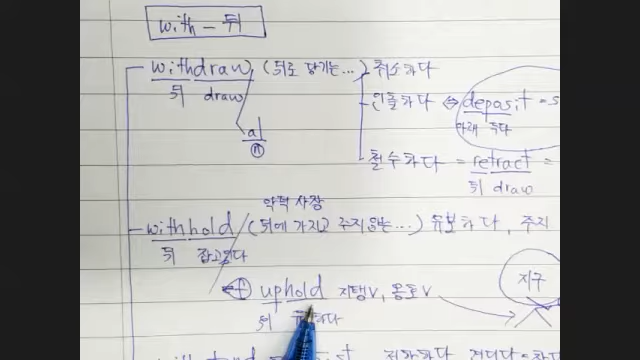 with - 뒤
withdraw (뒤로 당기는...) 취소하다
뒤 draw 인출하다 ⇔ deposit = s
아래 두다
al
ⓝ 철수하다 = retract =
뒤 draw
악덕 사장
withhold (뒤에 가지고 주지않는...) 유보하다, 주지
뒤 잡고있다
uphold 지탱V, 옹호V 지구